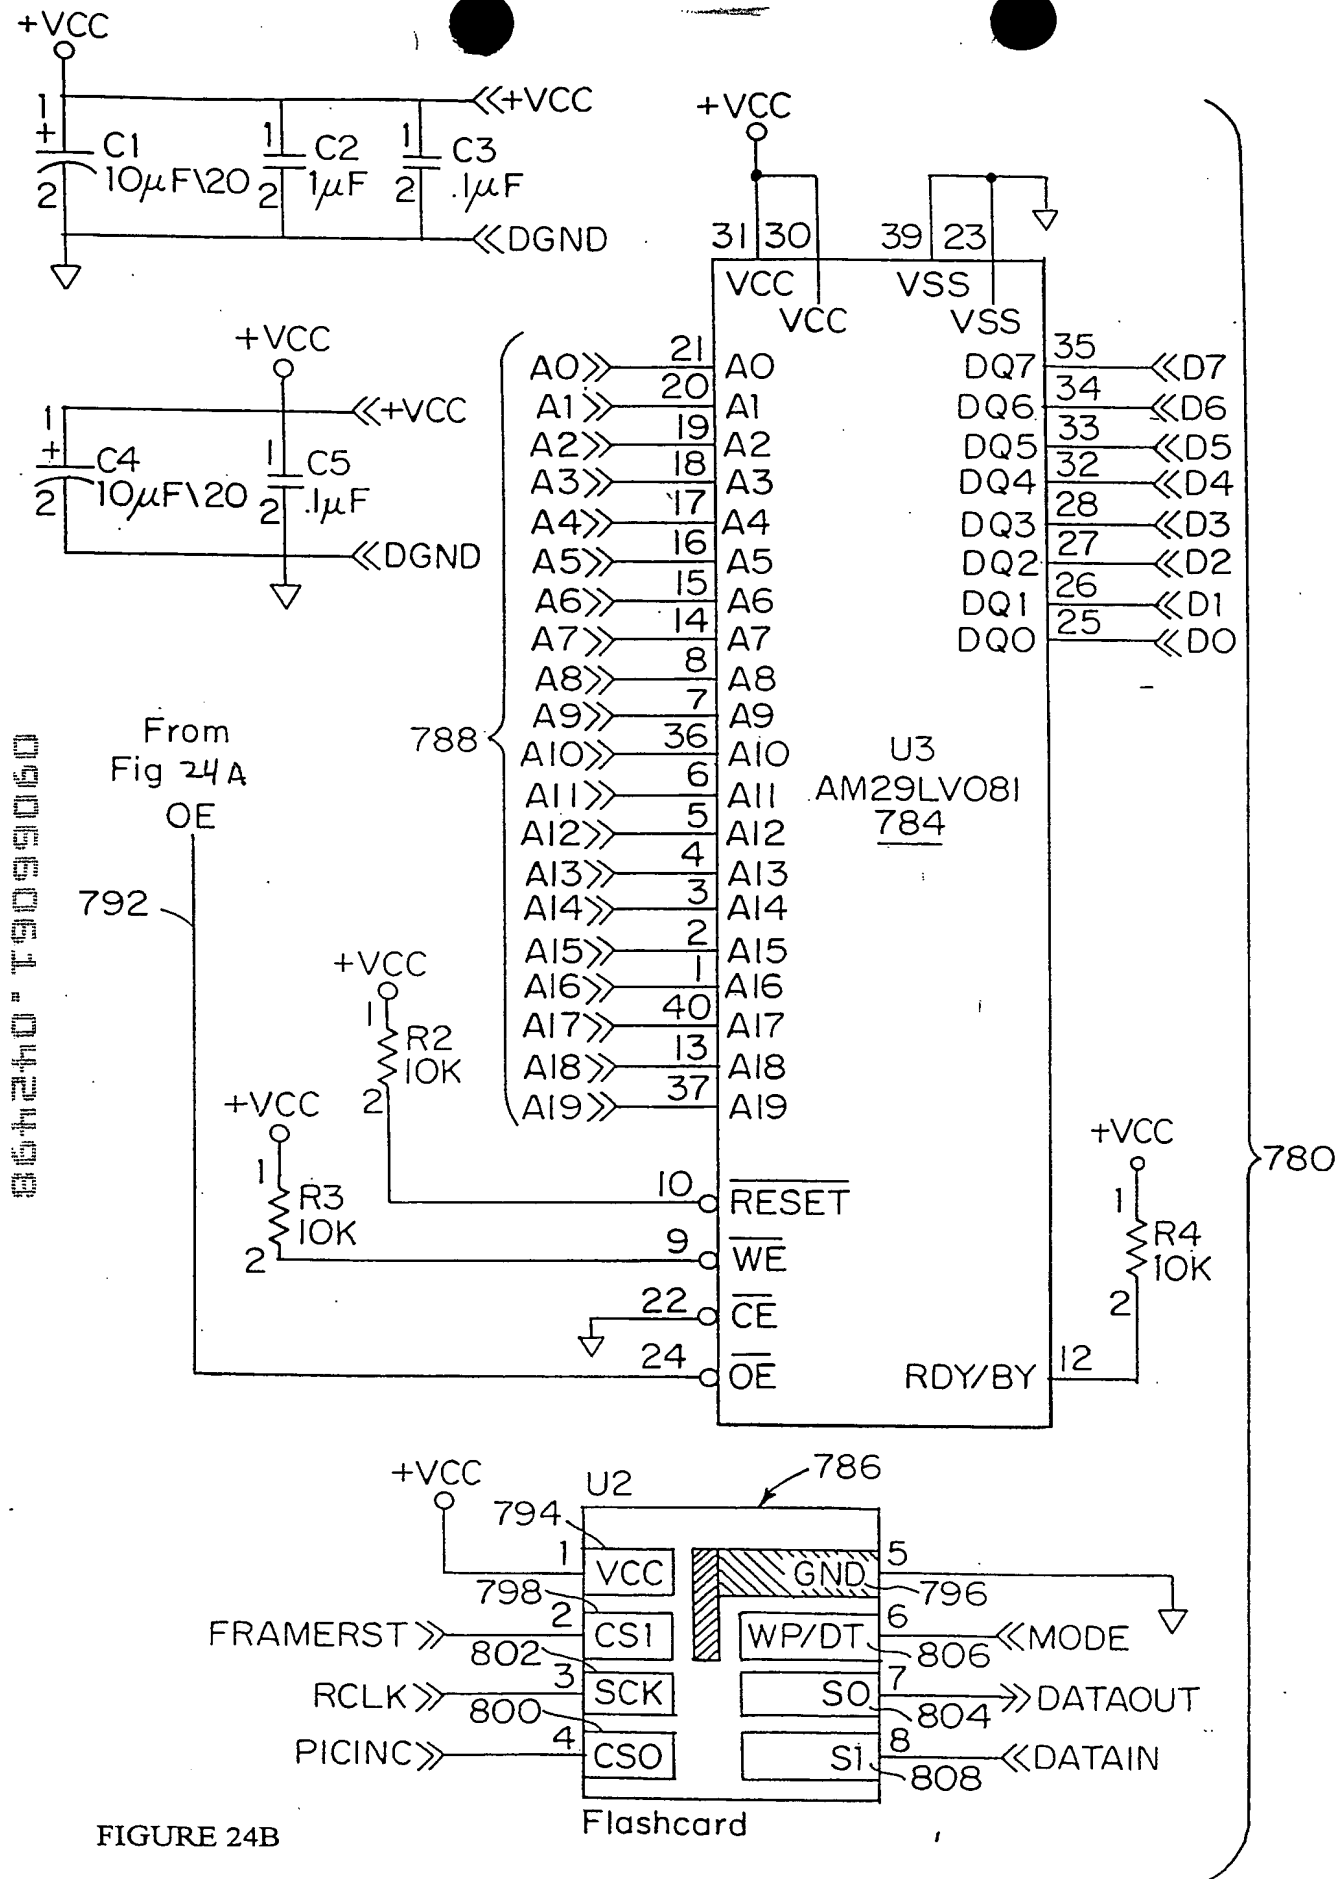 +VCC
1
+
C1
10µF\20
2
1
C2
1µF
2
1
C3
.1µF
2
<<+VCC
<<DGND
+VCC
1
+
C4
10µF\20
2
1
C5
.1µF
2
<<+VCC
<<DGND
+VCC
31 30 39 23
VCC VSS
VCC VSS
A0>> 21 A0 DQ7 35 <<D7
A1>> 20 A1 DQ6 34 <<D6
A2>> 19 A2 DQ5 33 <<D5
A3>> 18 A3 DQ4 32 <<D4
A4>> 17 A4 DQ3 28 <<D3
A5>> 16 A5 DQ2 27 <<D2
A6>> 15 A6 DQ1 26 <<D1
A7>> 14 A7 DQ0 25 <<D0
A8>> 8 A8
A9>> 7 A9
788
A10>> 36 A10
A11>> 6 A11
A12>> 5 A12
A13>> 4 A13
A14>> 3 A14
A15>> 2 A15
A16>> 1 A16
A17>> 40 A17
A18>> 13 A18
A19>> 37 A19
U3
AM29LV081
784
From
Fig 24A
OE
792
09066061.042498
+VCC
1
R2
10K
2
+VCC
1
R3
10K
2
10 RESET
9 WE
22 CE
24 OE
RDY/BY 12
+VCC
1
R4
10K
2
780
+VCC
U2
786
794
1 VCC GND 5
796
798
FRAMERST>> 2 CS1 WP/DT 6 <<MODE
806
802
RCLK>> 3 SCK SO 7 >>DATAOUT
804
800
PICINC>> 4 CSO S1 8 <<DATAIN
808
Flashcard
FIGURE 24B